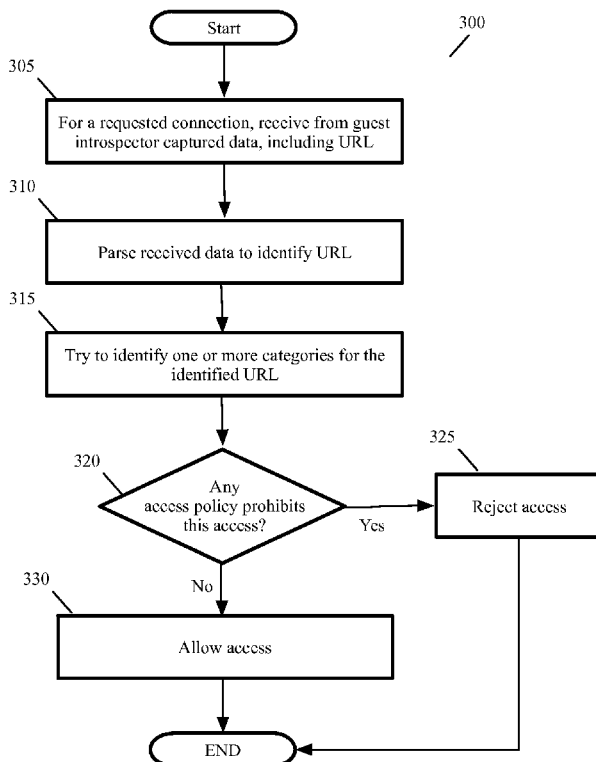 Start
300
305
For a requested connection, receive from guest
introspector captured data, including URL
310
Parse received data to identify URL
315
Try to identify one or more categories for the
identified URL
320
Any
access policy prohibits
this access?
Yes
325
Reject access
No
330
Allow access
END